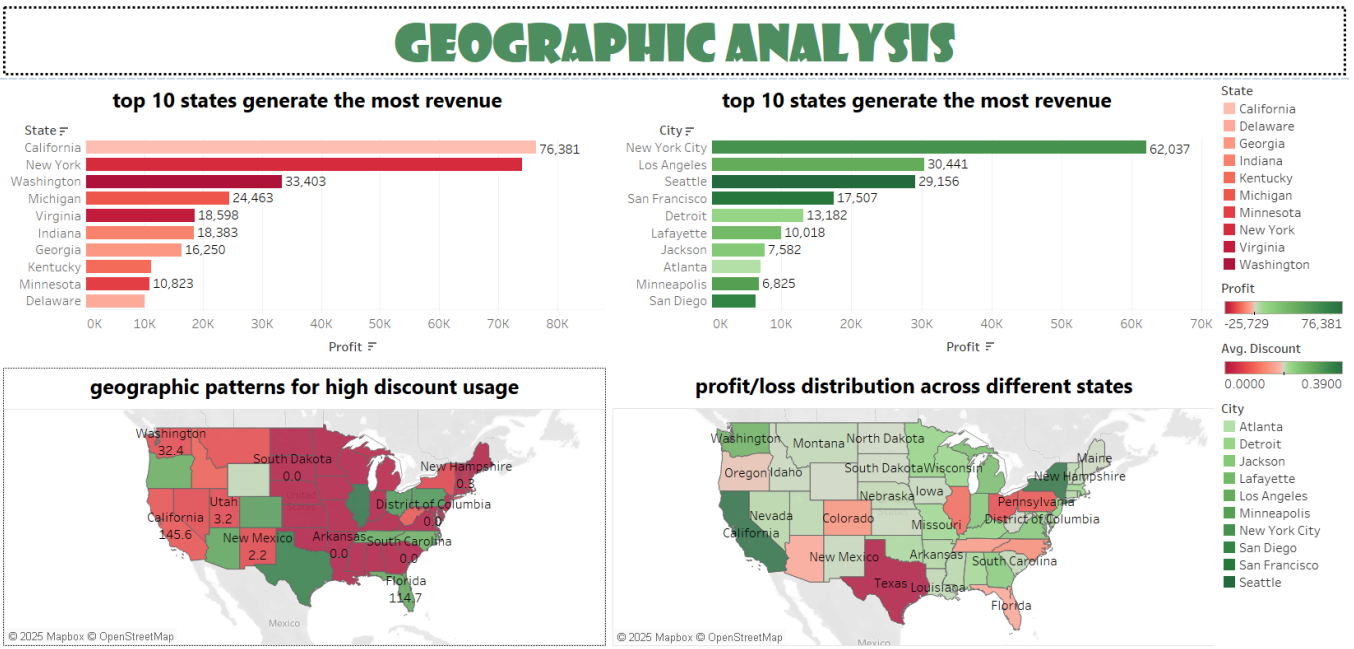 GEOGRAPHIC ANALYSIS
top 10 states generate the most revenue
State
California 76,381
New York
Washington 33,403
Michigan 24,463
Virginia 18,598
Indiana 18,383
Georgia 16,250
Kentucky
Minnesota 10,823
Delaware
0K 10K 20K 30K 40K 50K 60K 70K 80K
Profit
top 10 states generate the most revenue
City
New York City 62,037
Los Angeles 30,441
Seattle 29,156
San Francisco 17,507
Detroit 13,182
Lafayette 10,018
Jackson 7,582
Atlanta
Minneapolis 6,825
San Diego
0K 10K 20K 30K 40K 50K 60K 70K
Profit
State
California
Delaware
Georgia
Indiana
Kentucky
Michigan
Minnesota
New York
Virginia
Washington
Profit
-25,729 76,381
Avg. Discount
0.0000 0.3900
City
Atlanta
Detroit
Jackson
Lafayette
Los Angeles
Minneapolis
New York City
San Diego
San Francisco
Seattle
geographic patterns for high discount usage
Washington
32.4
South Dakota
0.0
New Hampshire
0.3
United
States
Utah
3.2
District of Columbia
0.0
California
145.6
New Mexico
2.2
Arkansas
0.0
South Carolina
0.0
Florida
114.7
Mexico
© 2025 Mapbox © OpenStreetMap
profit/loss distribution across different states
Washington
Montana
North Dakota
Maine
Oregon
Idaho
South Dakota
Wisconsin
New Hampshire
Nebraska
Iowa
Pennsylvania
Nevada
Colorado
Missouri
District of Columbia
California
New Mexico
Arkansas
South Carolina
Texas
Louisiana
Florida
Mexico
© 2025 Mapbox © OpenStreetMap